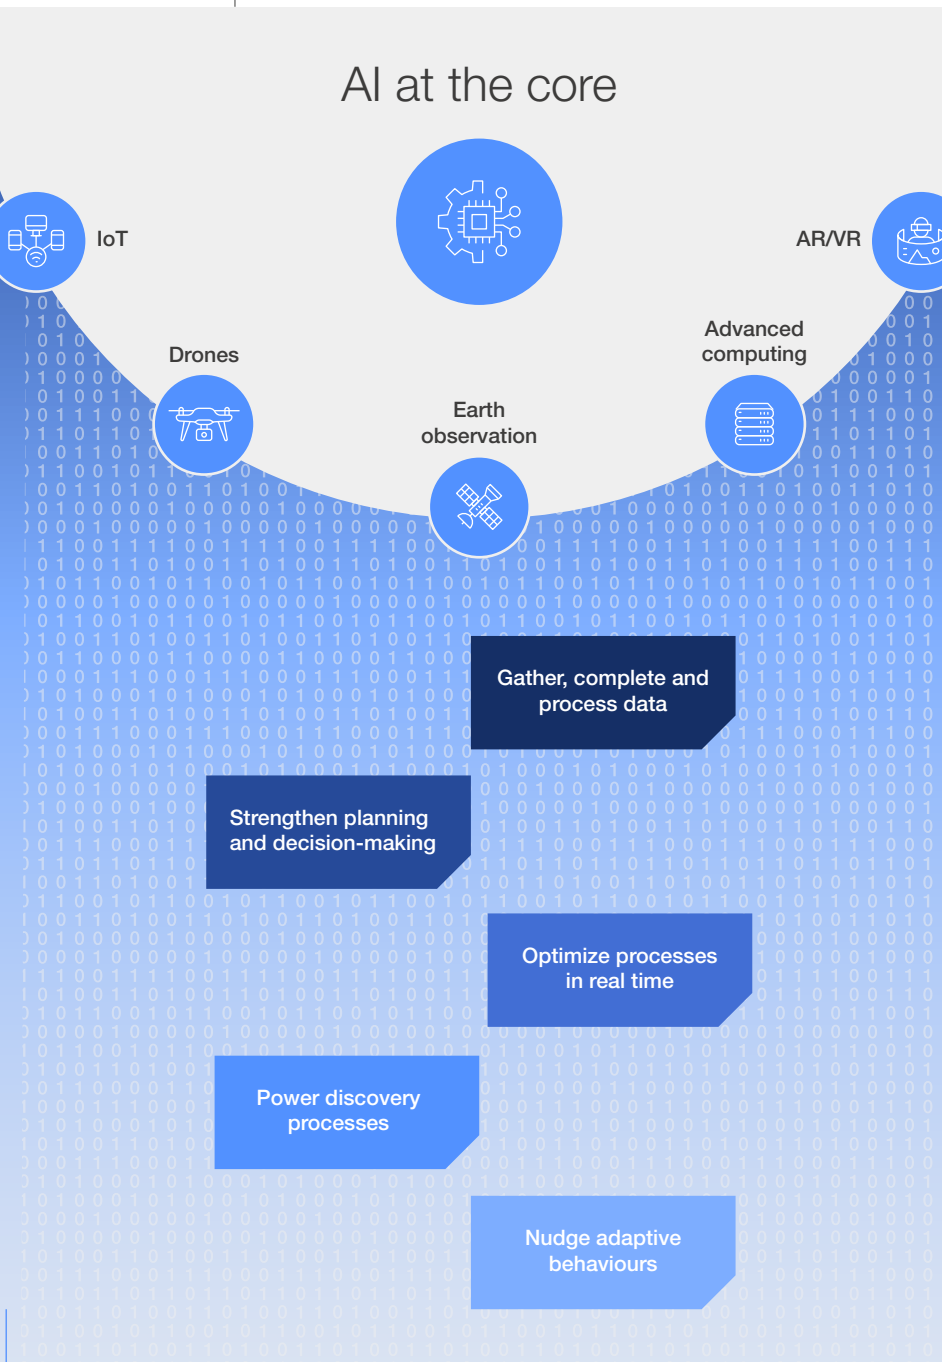 AI at the core
IoT
AR/VR
Drones
Advanced
computing
Earth
observation
Gather, complete and
process data
Strengthen planning
and decision-making
Optimize processes
in real time
Power discovery
processes
Nudge adaptive
behaviours